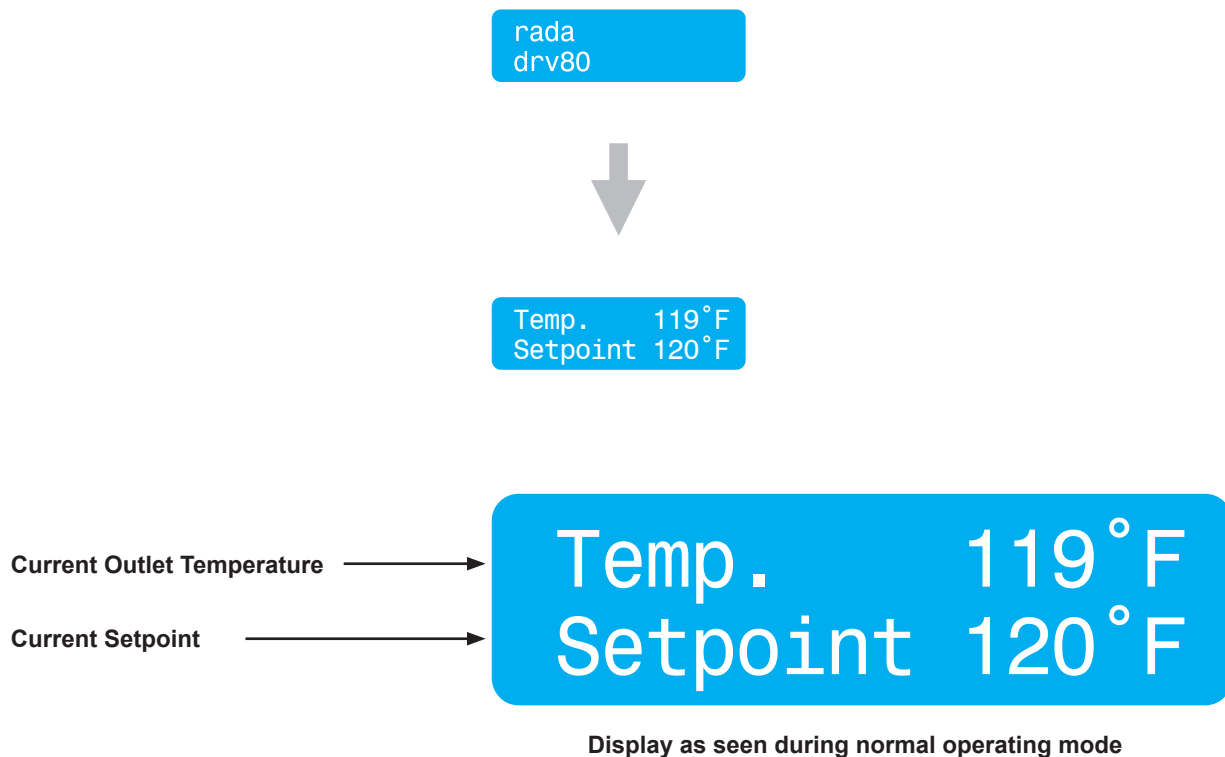 rada
drv80
Temp. 119°F
Setpoint 120°F
Current Outlet Temperature
Temp. 119°F
Current Setpoint
Setpoint 120°F
Display as seen during normal operating mode